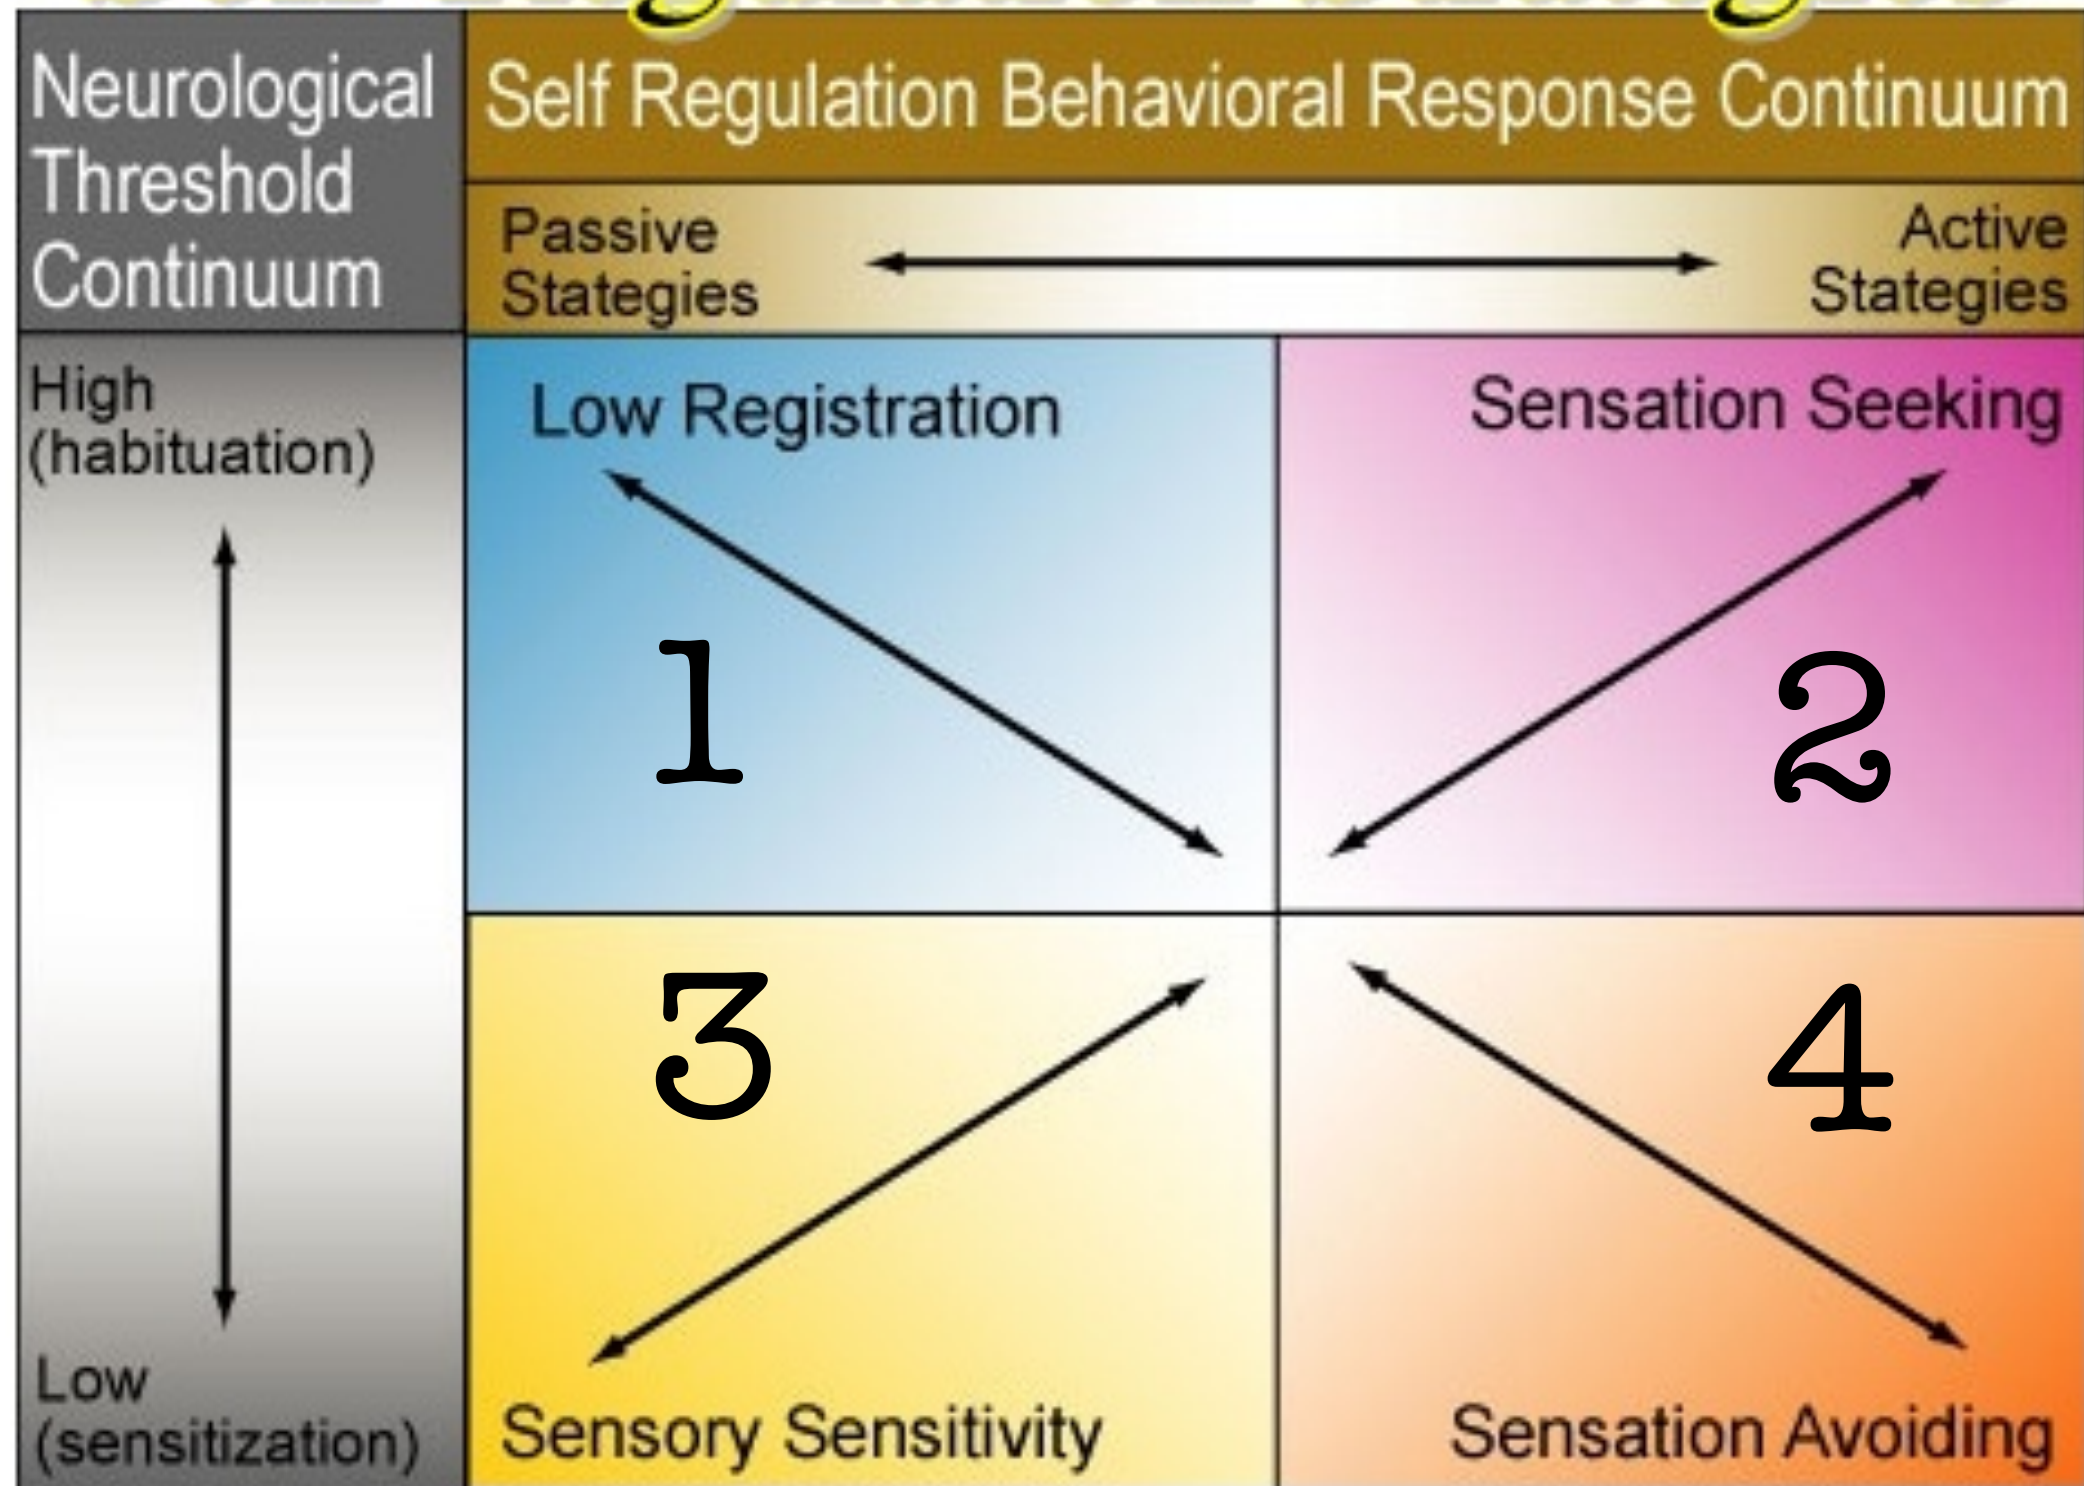 Neurological
Threshold
Continuum
Self Regulation Behavioral Response Continuum
Passive
Stategies
Active
Stategies
High
(habituation)
Low Registration
Sensation Seeking
1
2
3
4
Low
(sensitization)
Sensory Sensitivity
Sensation Avoiding